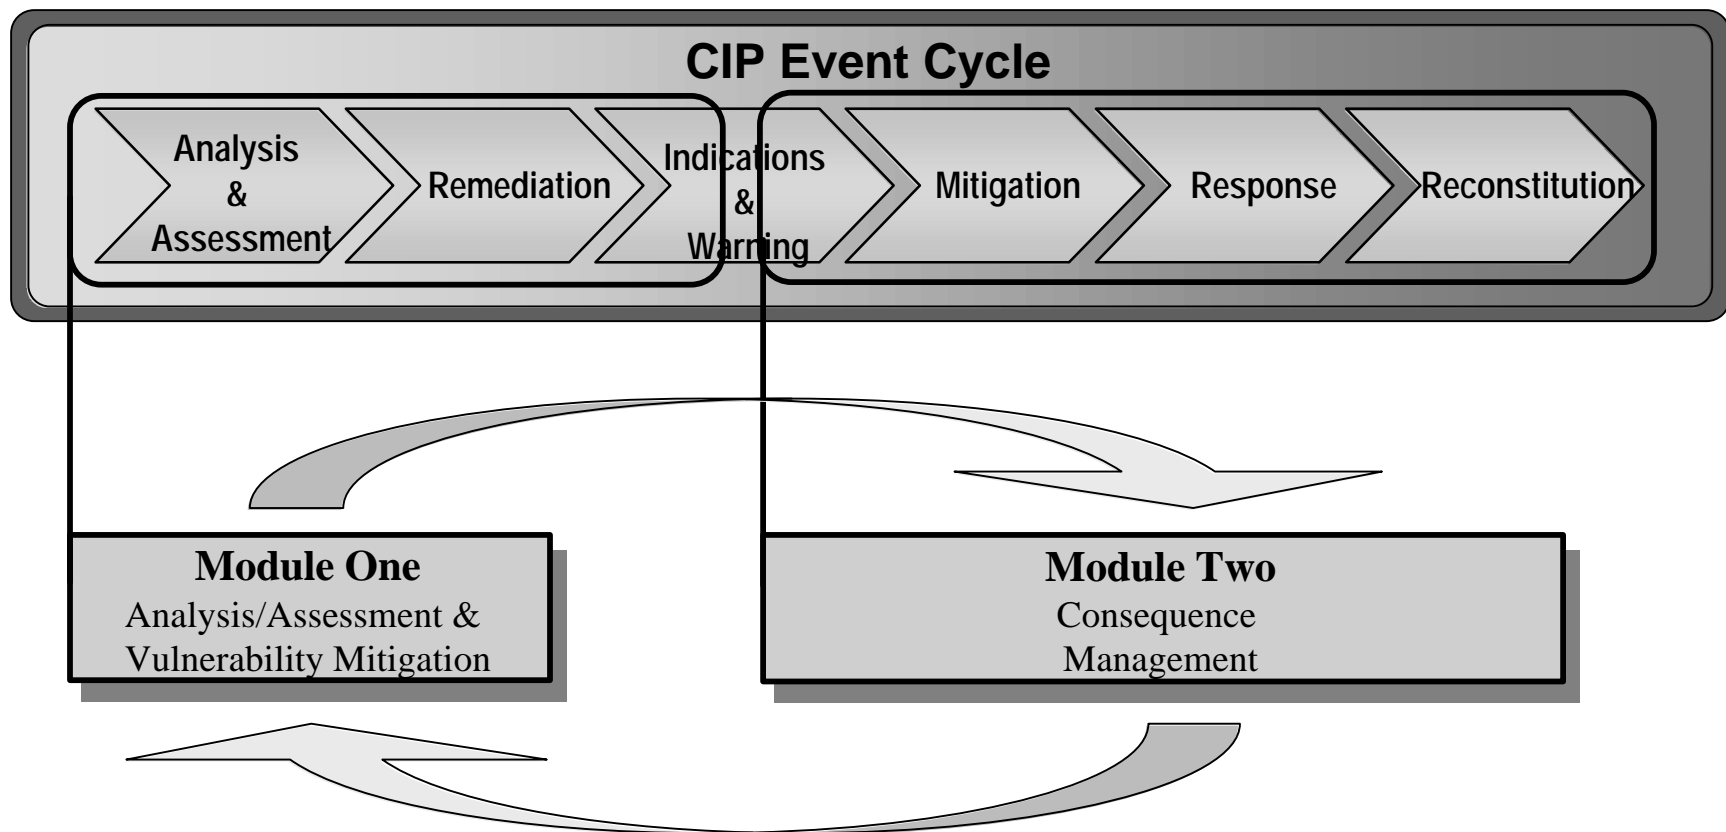 CIP Event Cycle
Analysis
&
Assessment
Remediation
Indications
&
Warning
Mitigation
Response
Reconstitution
Module One
Analysis/Assessment &
Vulnerability Mitigation
Module Two
Consequence
Management